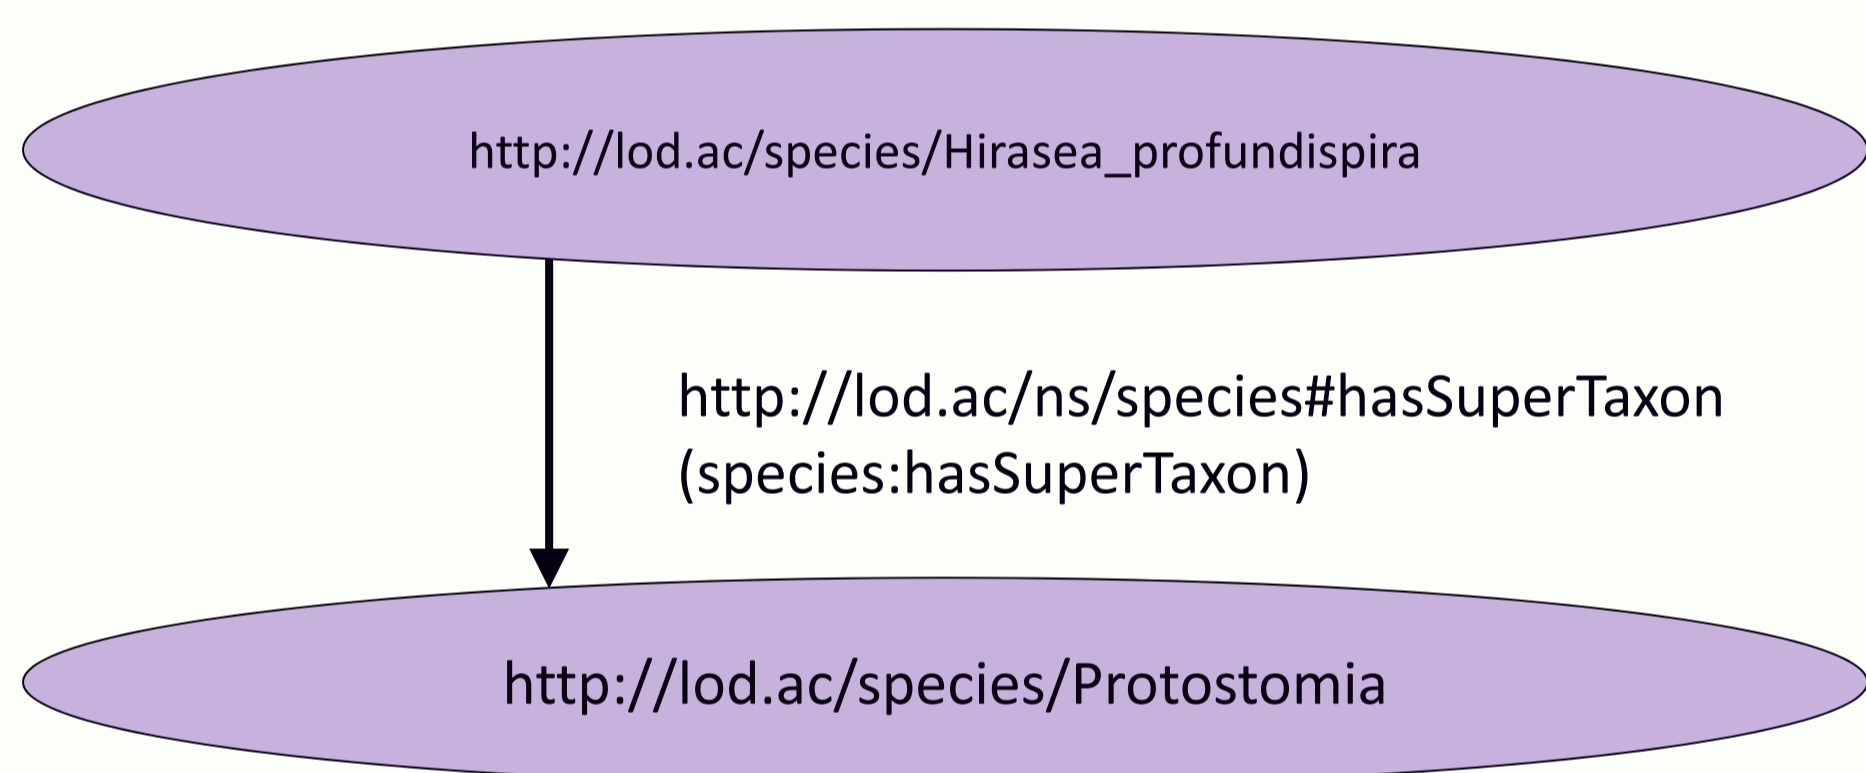 http://lod.ac/species/Hirasea_profundispira
http://lod.ac/ns/species#hasSuperTaxon
(species:hasSuperTaxon)
http://lod.ac/species/Protostomia